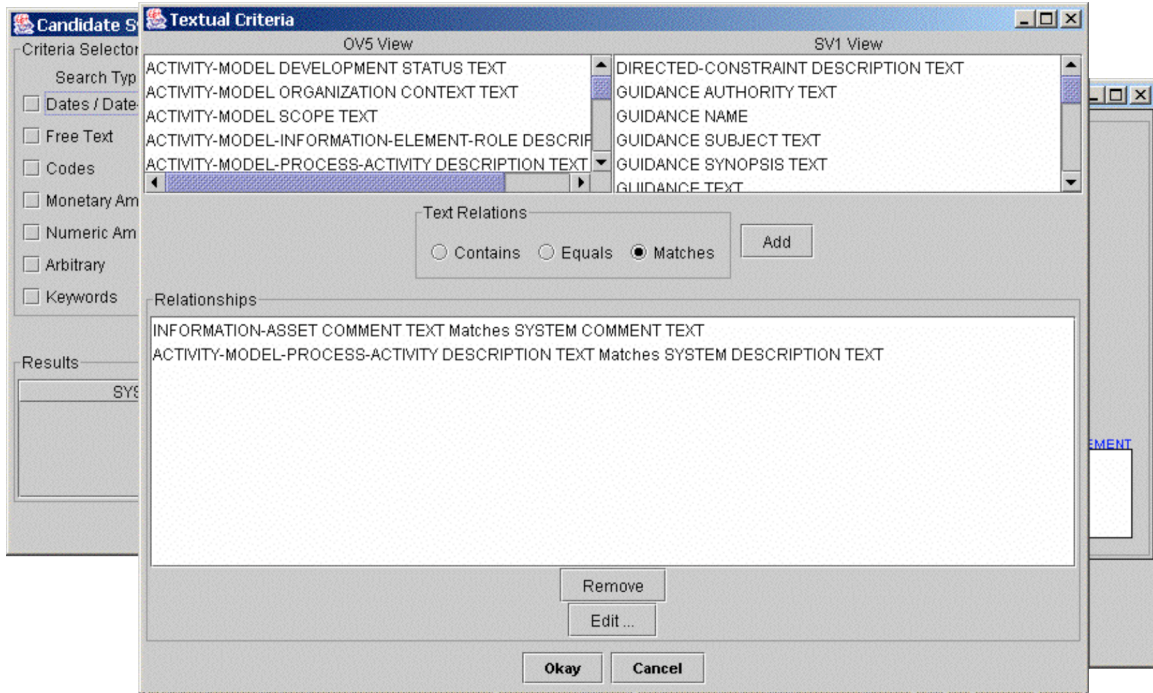 Candidate S
Criteria Selector
Search Typ
Dates / Date-
Free Text
Codes
Monetary Am
Numeric Am
Arbitrary
Keywords
Results
SYS
Textual Criteria
OV5 View
SV1 View
ACTIVITY-MODEL DEVELOPMENT STATUS TEXT
ACTIVITY-MODEL ORGANIZATION CONTEXT TEXT
ACTIVITY-MODEL SCOPE TEXT
ACTIVITY-MODEL-INFORMATION-ELEMENT-ROLE DESCRIF
ACTIVITY-MODEL-PROCESS-ACTIVITY DESCRIPTION TEXT
DIRECTED-CONSTRAINT DESCRIPTION TEXT
GUIDANCE AUTHORITY TEXT
GUIDANCE NAME
GUIDANCE SUBJECT TEXT
GUIDANCE SYNOPSIS TEXT
GUIDANCE TEXT
Text Relations
Contains Equals Matches
Add
Relationships
INFORMATION-ASSET COMMENT TEXT Matches SYSTEM COMMENT TEXT
ACTIVITY-MODEL-PROCESS-ACTIVITY DESCRIPTION TEXT Matches SYSTEM DESCRIPTION TEXT
Remove
Edit ...
Okay Cancel
EMENT